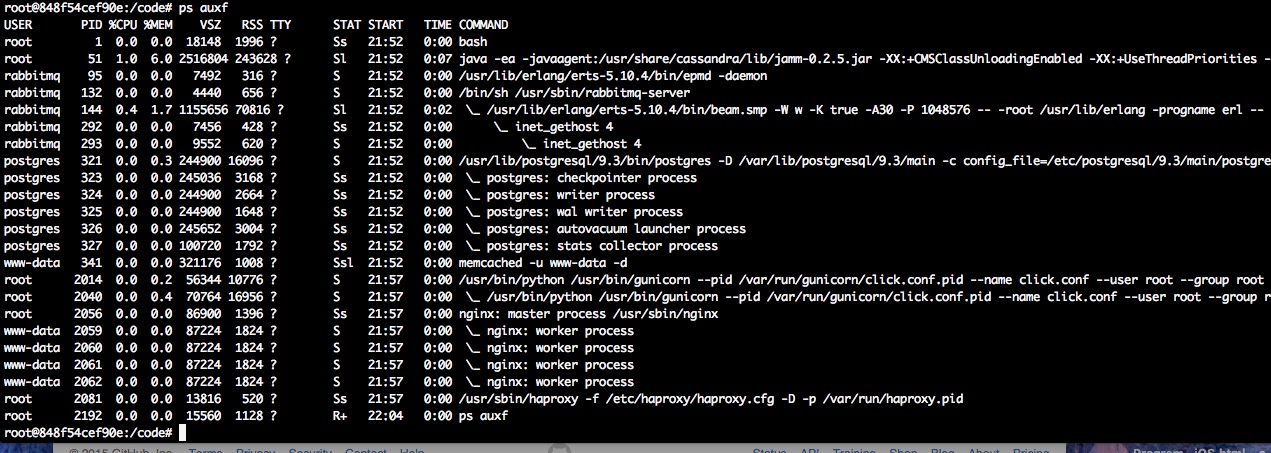 root@848f54cef90e:/code# ps auxf
USER PID %CPU %MEM VSZ RSS TTY STAT START TIME COMMAND
root 1 0.0 0.0 18148 1996 ? Ss 21:52 0:00 bash
root 51 1.0 6.0 2516804 243628 ? Sl 21:52 0:07 java -ea -javaagent:/usr/share/cassandra/lib/jamm-0.2.5.jar -XX:+CMSClassUnloadingEnabled -XX:+UseThreadPriorities -
rabbitmq 95 0.0 0.0 7492 316 ? S 21:52 0:00 /usr/lib/erlang/erts-5.10.4/bin/epmd -daemon
rabbitmq 132 0.0 0.0 4440 656 ? S 21:52 0:00 /bin/sh /usr/sbin/rabbitmq-server
rabbitmq 144 0.4 1.7 1155656 70816 ? Sl 21:52 0:02 \_ /usr/lib/erlang/erts-5.10.4/bin/beam.smp -W w -K true -A30 -P 1048576 -- -root /usr/lib/erlang -progname erl --
rabbitmq 292 0.0 0.0 7456 428 ? Ss 21:52 0:00 \_ inet_gethost 4
rabbitmq 293 0.0 0.0 9552 620 ? S 21:52 0:00 \_ inet_gethost 4
postgres 321 0.0 0.3 244900 16096 ? S 21:52 0:00 /usr/lib/postgresql/9.3/bin/postgres -D /var/lib/postgresql/9.3/main -c config_file=/etc/postgresql/9.3/main/postgre
postgres 323 0.0 0.0 245036 3168 ? Ss 21:52 0:00 \_ postgres: checkpointer process
postgres 324 0.0 0.0 244900 2664 ? Ss 21:52 0:00 \_ postgres: writer process
postgres 325 0.0 0.0 244900 1648 ? Ss 21:52 0:00 \_ postgres: wal writer process
postgres 326 0.0 0.0 245652 3004 ? Ss 21:52 0:00 \_ postgres: autovacuum launcher process
postgres 327 0.0 0.0 100720 1792 ? Ss 21:52 0:00 \_ postgres: stats collector process
www-data 341 0.0 0.0 321176 1008 ? Ssl 21:52 0:00 memcached -u www-data -d
root 2014 0.0 0.2 56344 10776 ? S 21:57 0:00 /usr/bin/python /usr/bin/gunicorn --pid /var/run/gunicorn/click.conf.pid --name click.conf --user root --group root
root 2040 0.0 0.4 70764 16956 ? S 21:57 0:00 \_ /usr/bin/python /usr/bin/gunicorn --pid /var/run/gunicorn/click.conf.pid --name click.conf --user root --group r
root 2056 0.0 0.0 86900 1396 ? Ss 21:57 0:00 nginx: master process /usr/sbin/nginx
www-data 2059 0.0 0.0 87224 1824 ? S 21:57 0:00 \_ nginx: worker process
www-data 2060 0.0 0.0 87224 1824 ? S 21:57 0:00 \_ nginx: worker process
www-data 2061 0.0 0.0 87224 1824 ? S 21:57 0:00 \_ nginx: worker process
www-data 2062 0.0 0.0 87224 1824 ? S 21:57 0:00 \_ nginx: worker process
root 2081 0.0 0.0 13816 520 ? Ss 21:57 0:00 /usr/sbin/haproxy -f /etc/haproxy/haproxy.cfg -D -p /var/run/haproxy.pid
root 2192 0.0 0.0 15560 1128 ? R+ 22:04 0:00 ps auxf
root@848f54cef90e:/code#
© 2015 GitHub, Inc. Terms Privacy Security Contact Help Status API Training Shop Blog About Pricing